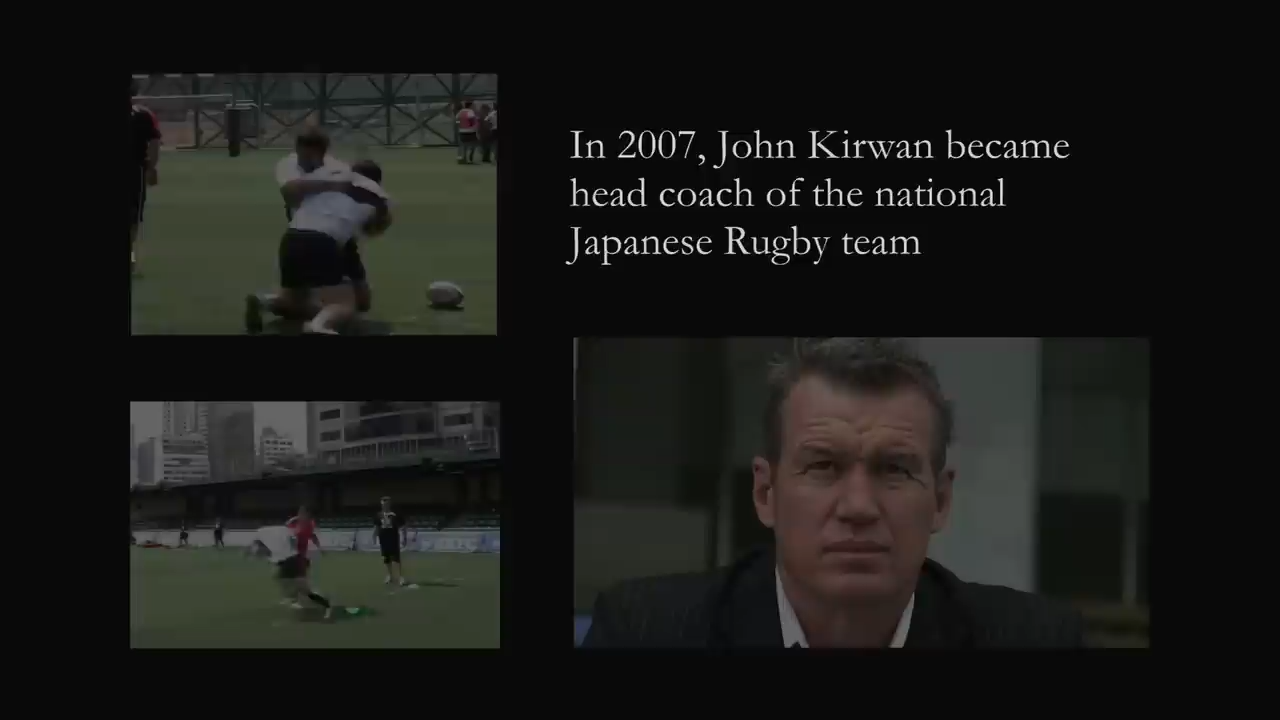 In 2007, John Kirwan became
head coach of the national
Japanese Rugby team